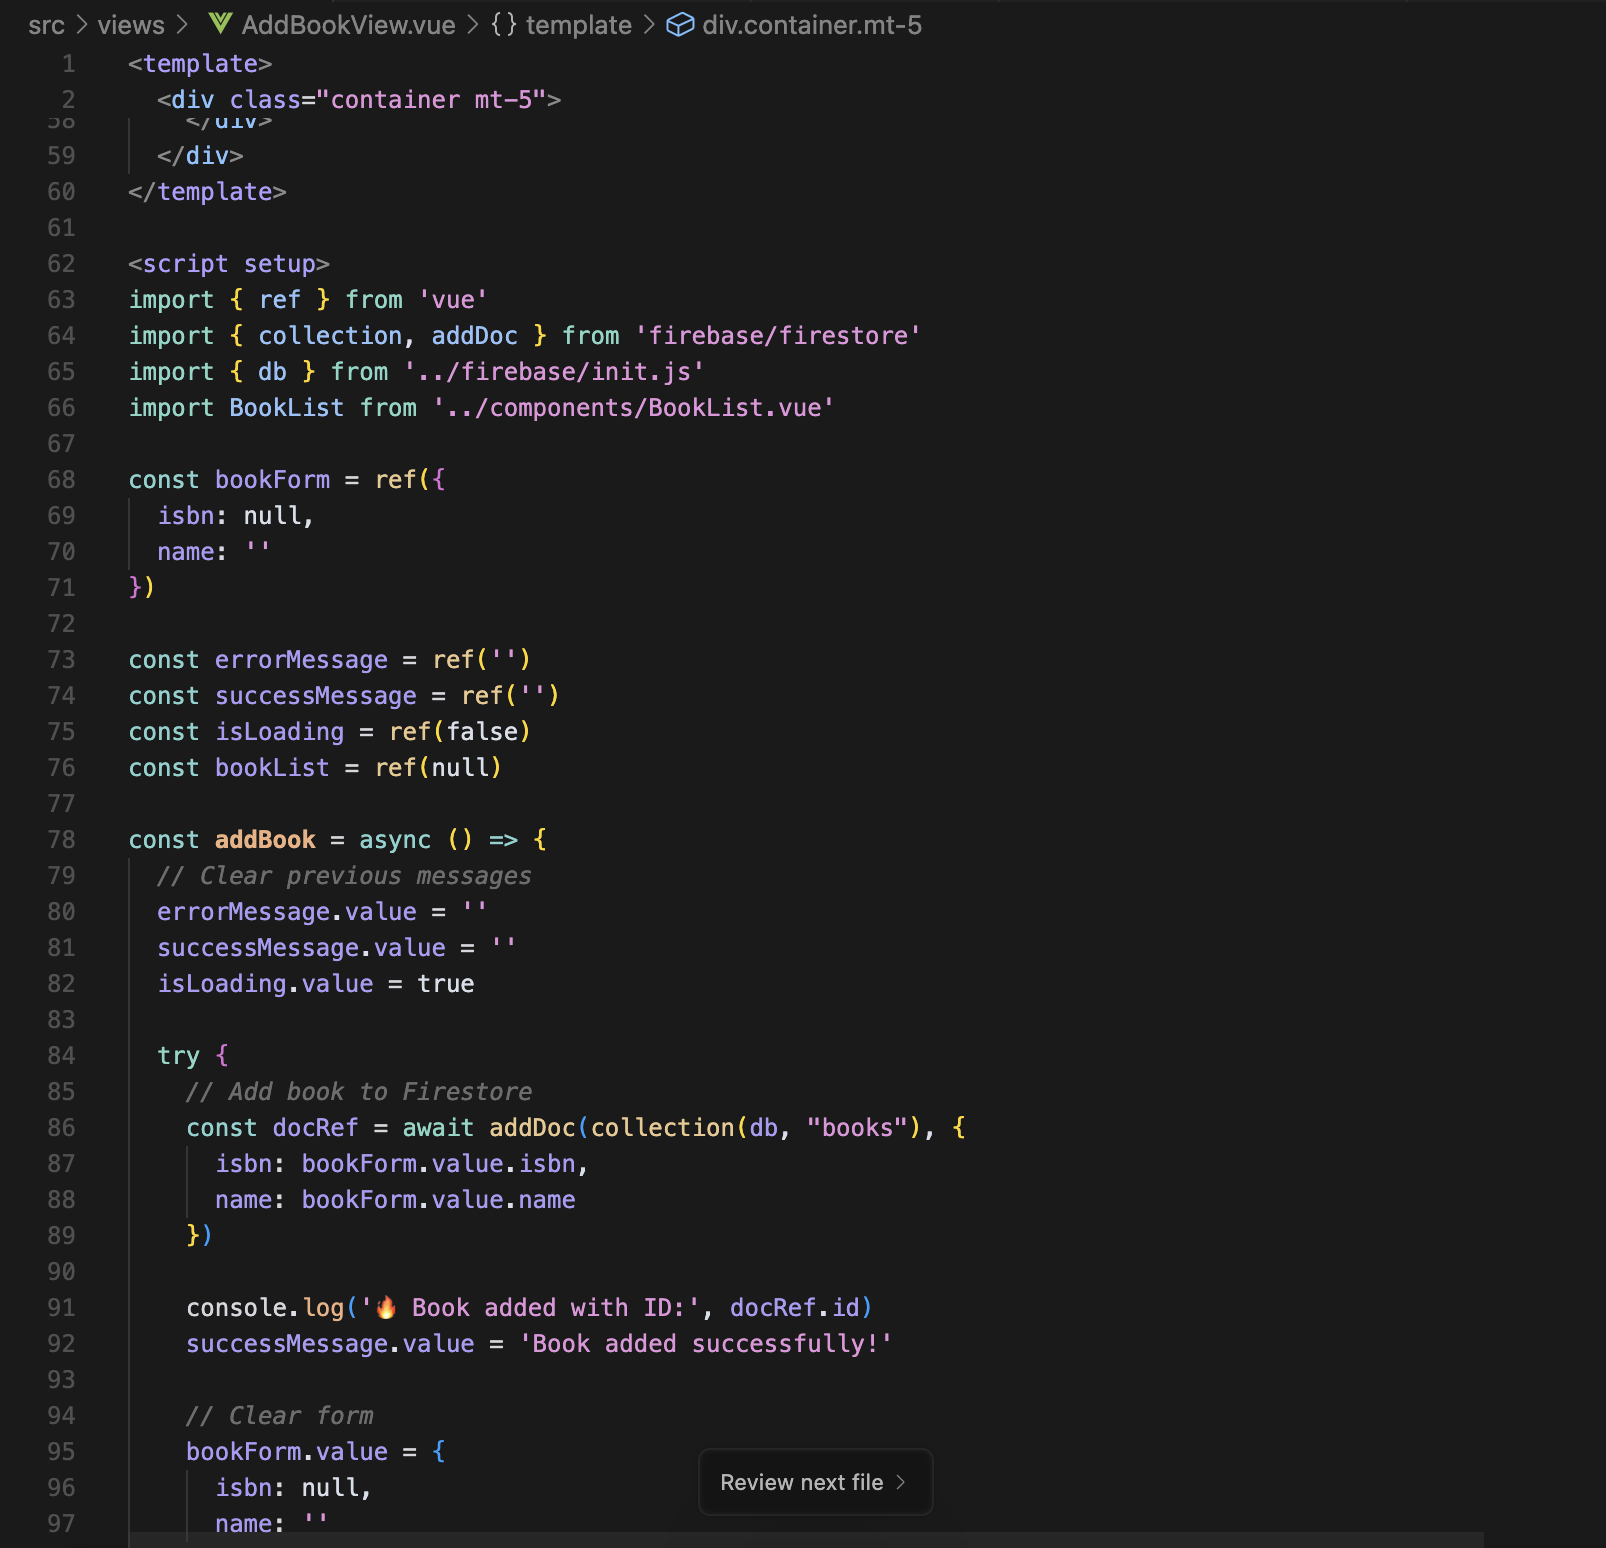 src > views > AddBookView.vue > {} template > div.container.mt-5
1 <template>
2   <div class="container mt-5">
58     </div>
59   </div>
60 </template>
61
62 <script setup>
63 import { ref } from 'vue'
64 import { collection, addDoc } from 'firebase/firestore'
65 import { db } from '../firebase/init.js'
66 import BookList from '../components/BookList.vue'
67
68 const bookForm = ref({
69   isbn: null,
70   name: ''
71 })
72
73 const errorMessage = ref('')
74 const successMessage = ref('')
75 const isLoading = ref(false)
76 const bookList = ref(null)
77
78 const addBook = async () => {
79   // Clear previous messages
80   errorMessage.value = ''
81   successMessage.value = ''
82   isLoading.value = true
83
84   try {
85     // Add book to Firestore
86     const docRef = await addDoc(collection(db, "books"), {
87       isbn: bookForm.value.isbn,
88       name: bookForm.value.name
89     })
90
91     console.log('🔥 Book added with ID:', docRef.id)
92     successMessage.value = 'Book added successfully!'
93
94     // Clear form
95     bookForm.value = {
96       isbn: null,
97       name: ''
Review next file >